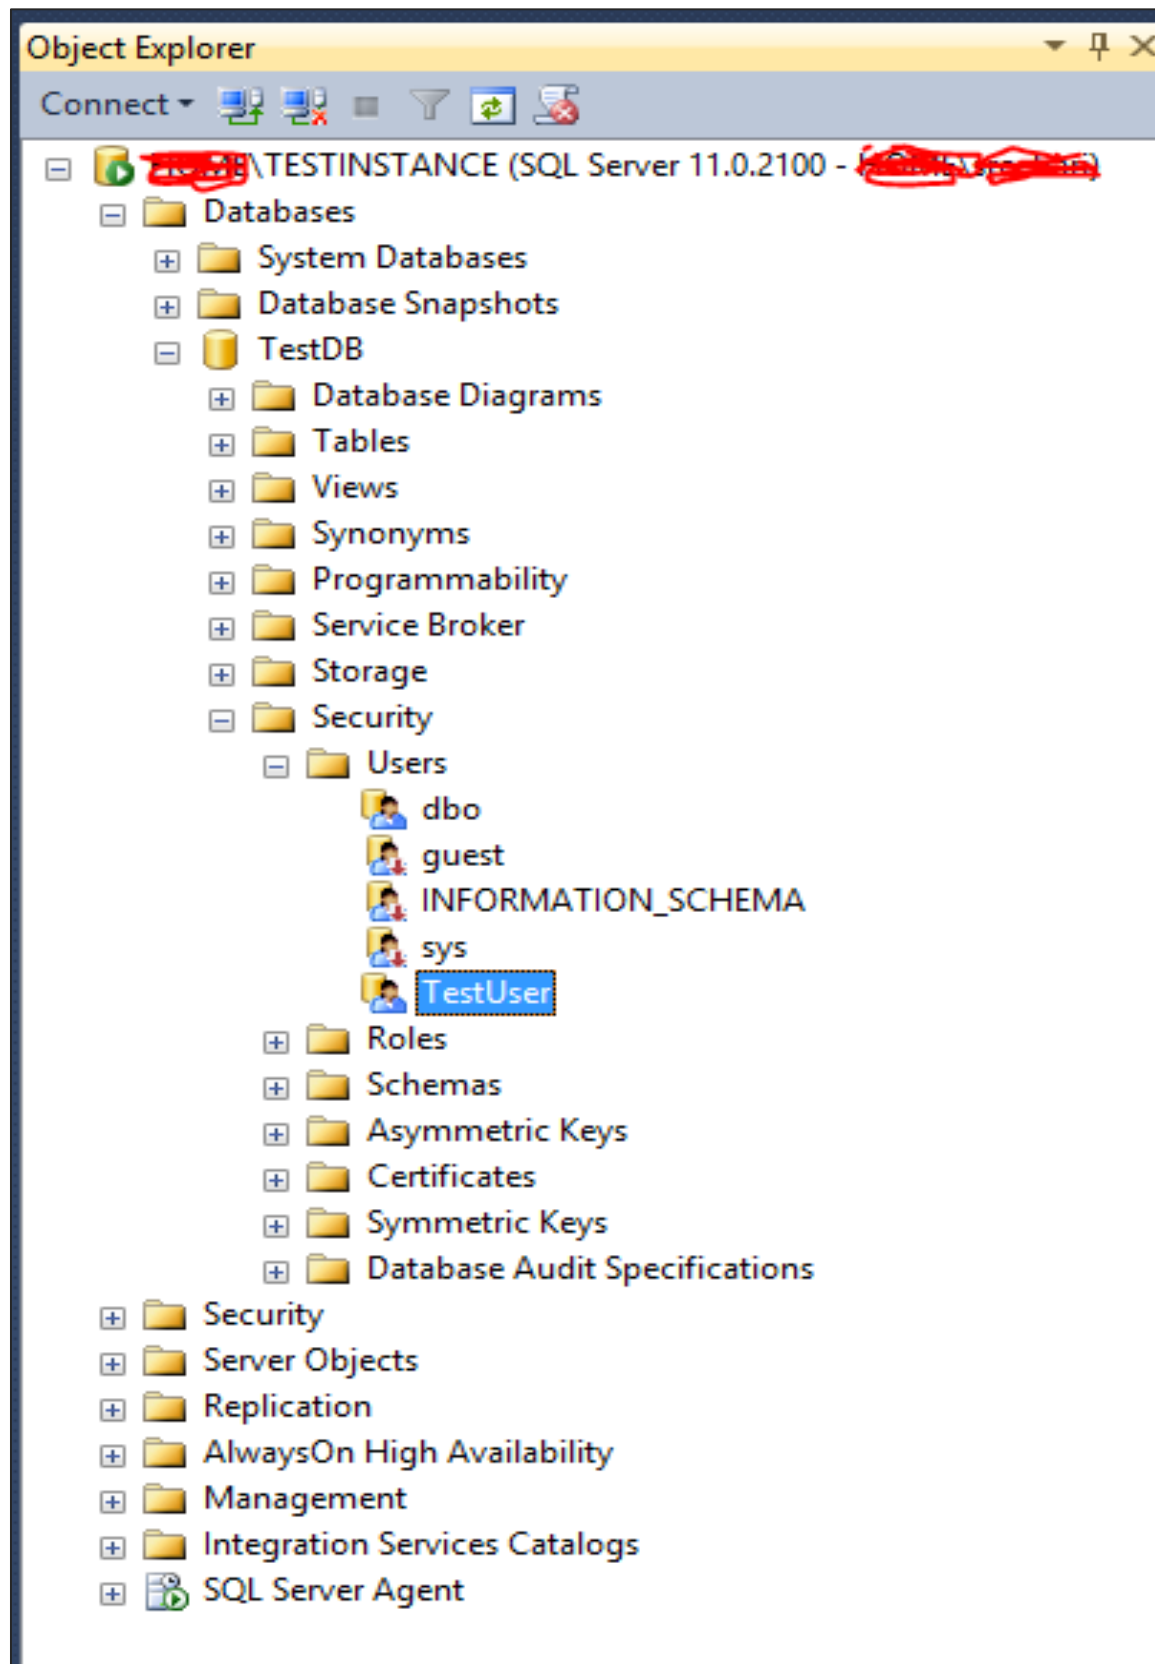 Object Explorer
Connect
\TESTINSTANCE (SQL Server 11.0.2100 - )
Databases
System Databases
Database Snapshots
TestDB
Database Diagrams
Tables
Views
Synonyms
Programmability
Service Broker
Storage
Security
Users
dbo
guest
INFORMATION_SCHEMA
sys
TestUser
Roles
Schemas
Asymmetric Keys
Certificates
Symmetric Keys
Database Audit Specifications
Security
Server Objects
Replication
AlwaysOn High Availability
Management
Integration Services Catalogs
SQL Server Agent